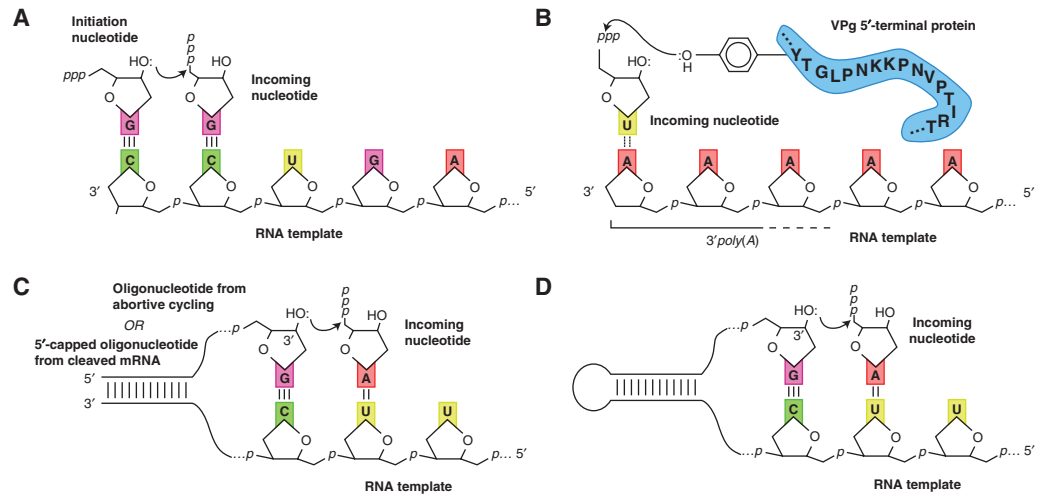 A
Initiation
nucleotide
ppp
HO:
p
p
p
HO
Incoming
nucleotide
O
O
G
G
C
C
U
G
A
3′
O
O
O
O
O
5′
p
p
p
p
p...
RNA template
B
VPg 5′-terminal protein
ppp
:O
H
HO:
...YTGLPNKKPNVPTIRT...
O
Incoming nucleotide
U
A
A
A
A
A
3′
O
O
O
O
O
5′
p
p
p
p
p...
3′poly(A)
RNA template
C
Oligonucleotide from
abortive cycling
OR
5′-capped oligonucleotide
from cleaved mRNA
5′
3′
...p
HO:
3′
p
p
p
HO
Incoming
nucleotide
O
O
G
A
C
U
U
O
O
O
...p
p
p
p... 5′
RNA template
D
...p
HO:
3′
p
p
p
HO
Incoming
nucleotide
O
O
G
A
C
U
U
O
O
O
...p
p
p
p... 5′
RNA template